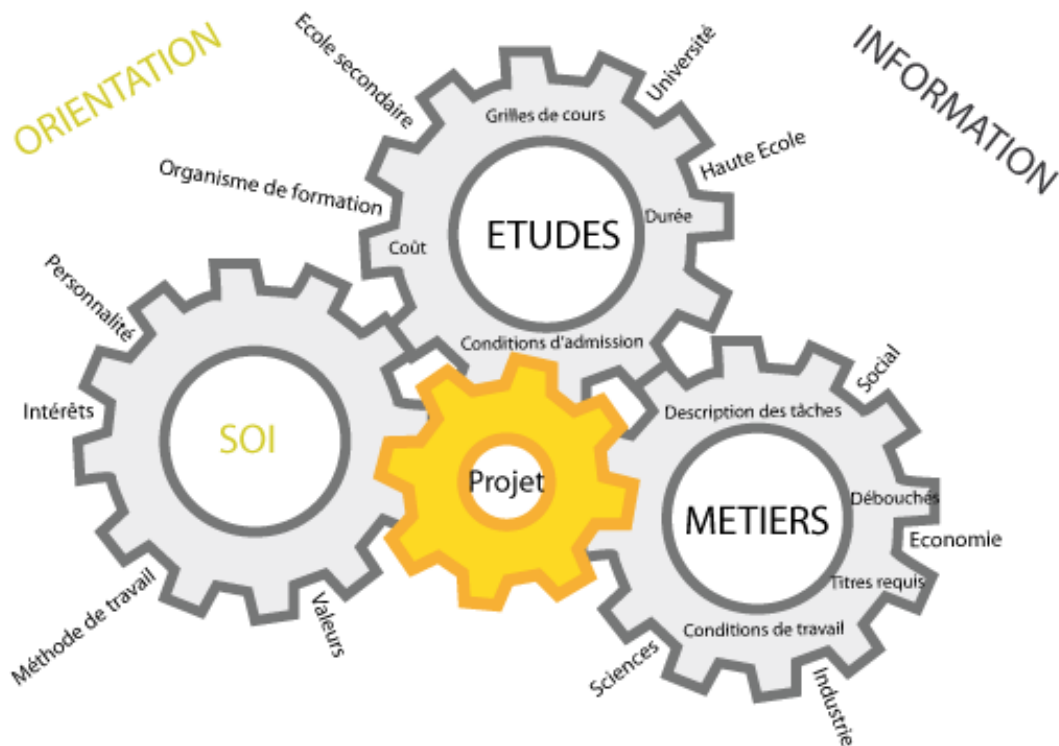 ORIENTATION
INFORMATION
Ecole secondaire
Université
Grilles de cours
Haute Ecole
Organisme de formation
Durée
ETUDES
Coût
Conditions d'admission
Personnalité
Intérêts
SOI
Méthode de travail
Valeurs
Projet
Social
Description des tâches
Débouchés
METIERS
Economie
Titres requis
Conditions de travail
Sciences
Industrie